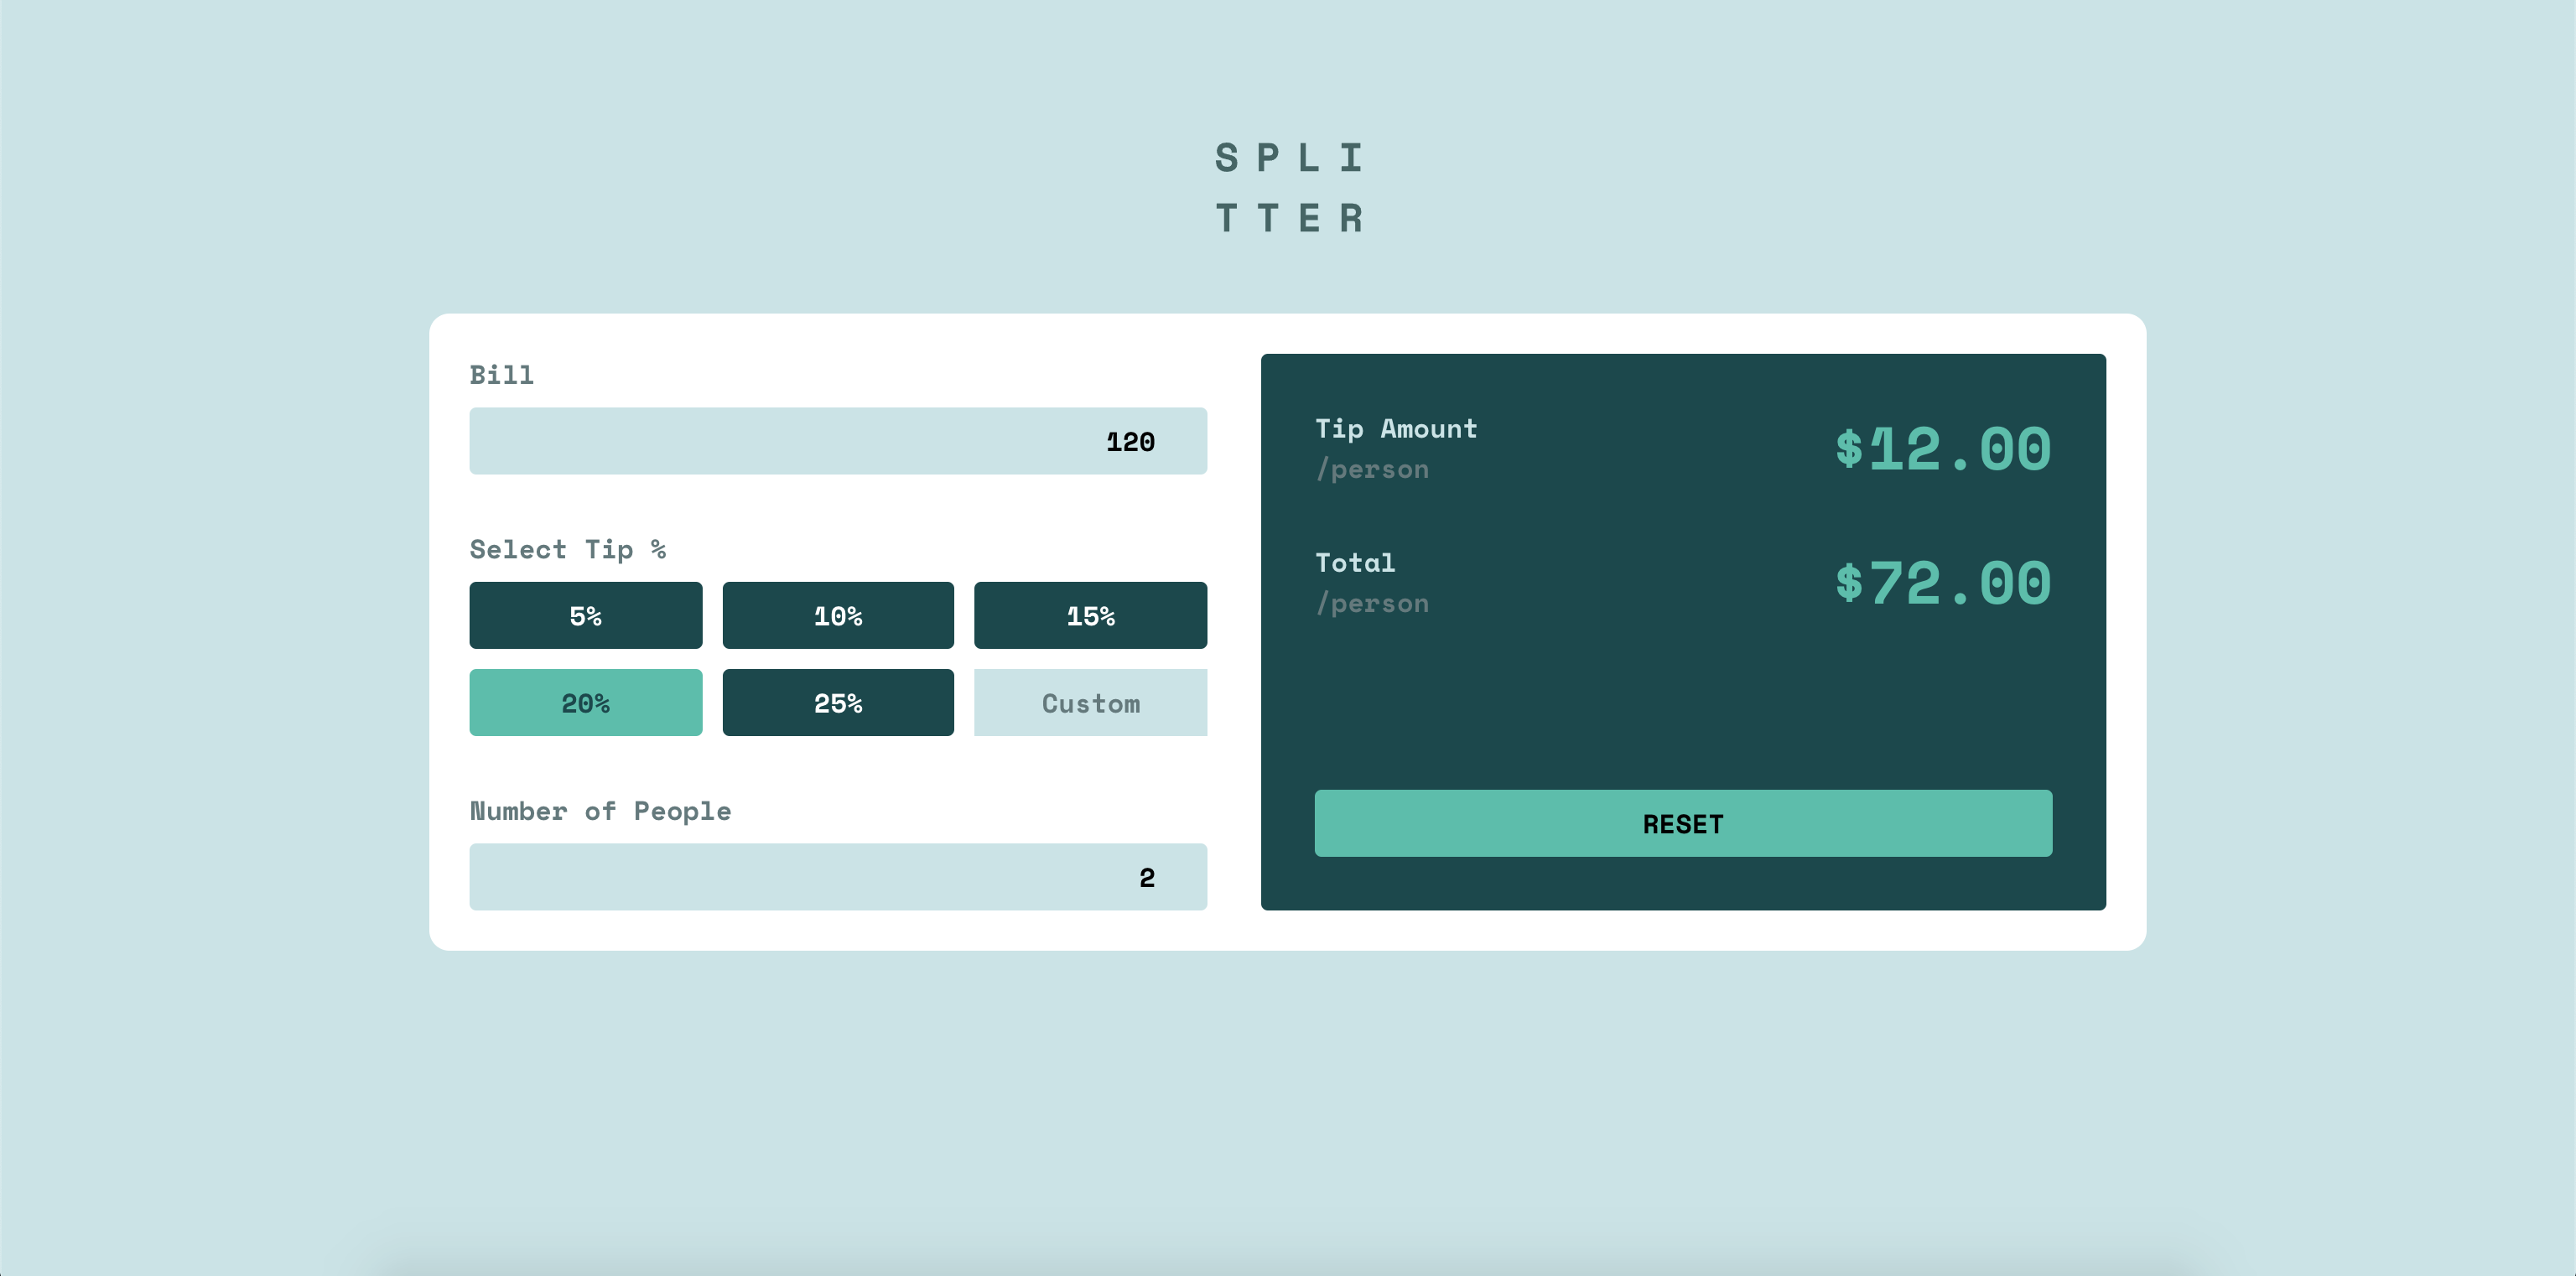 SPLI
TTER
Bill
120
Select Tip %
5%
10%
15%
20%
25%
Custom
Number of People
2
Tip Amount
/person
$12.00
Total
/person
$72.00
RESET